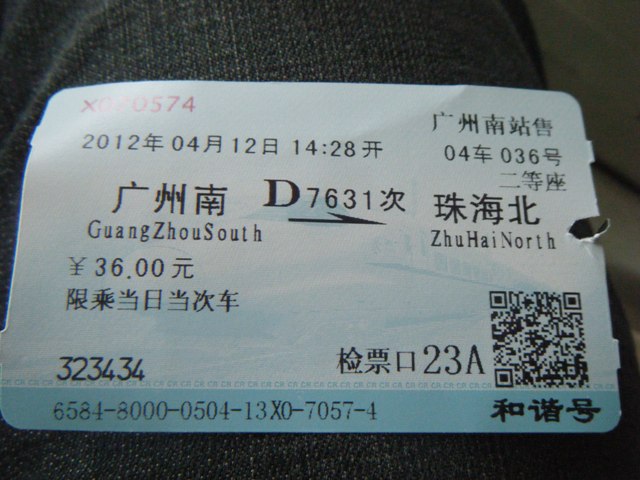 广州南站售
2012年04月12日 14:28开
04车 036号
二等座
广州南 D7631次 珠海北
GuangZhouSouth ZhuHaiNorth
￥36.00元
限乘当日当次车
323434
检票口23A
6584-8000-0504-13X0-7057-4
和谐号